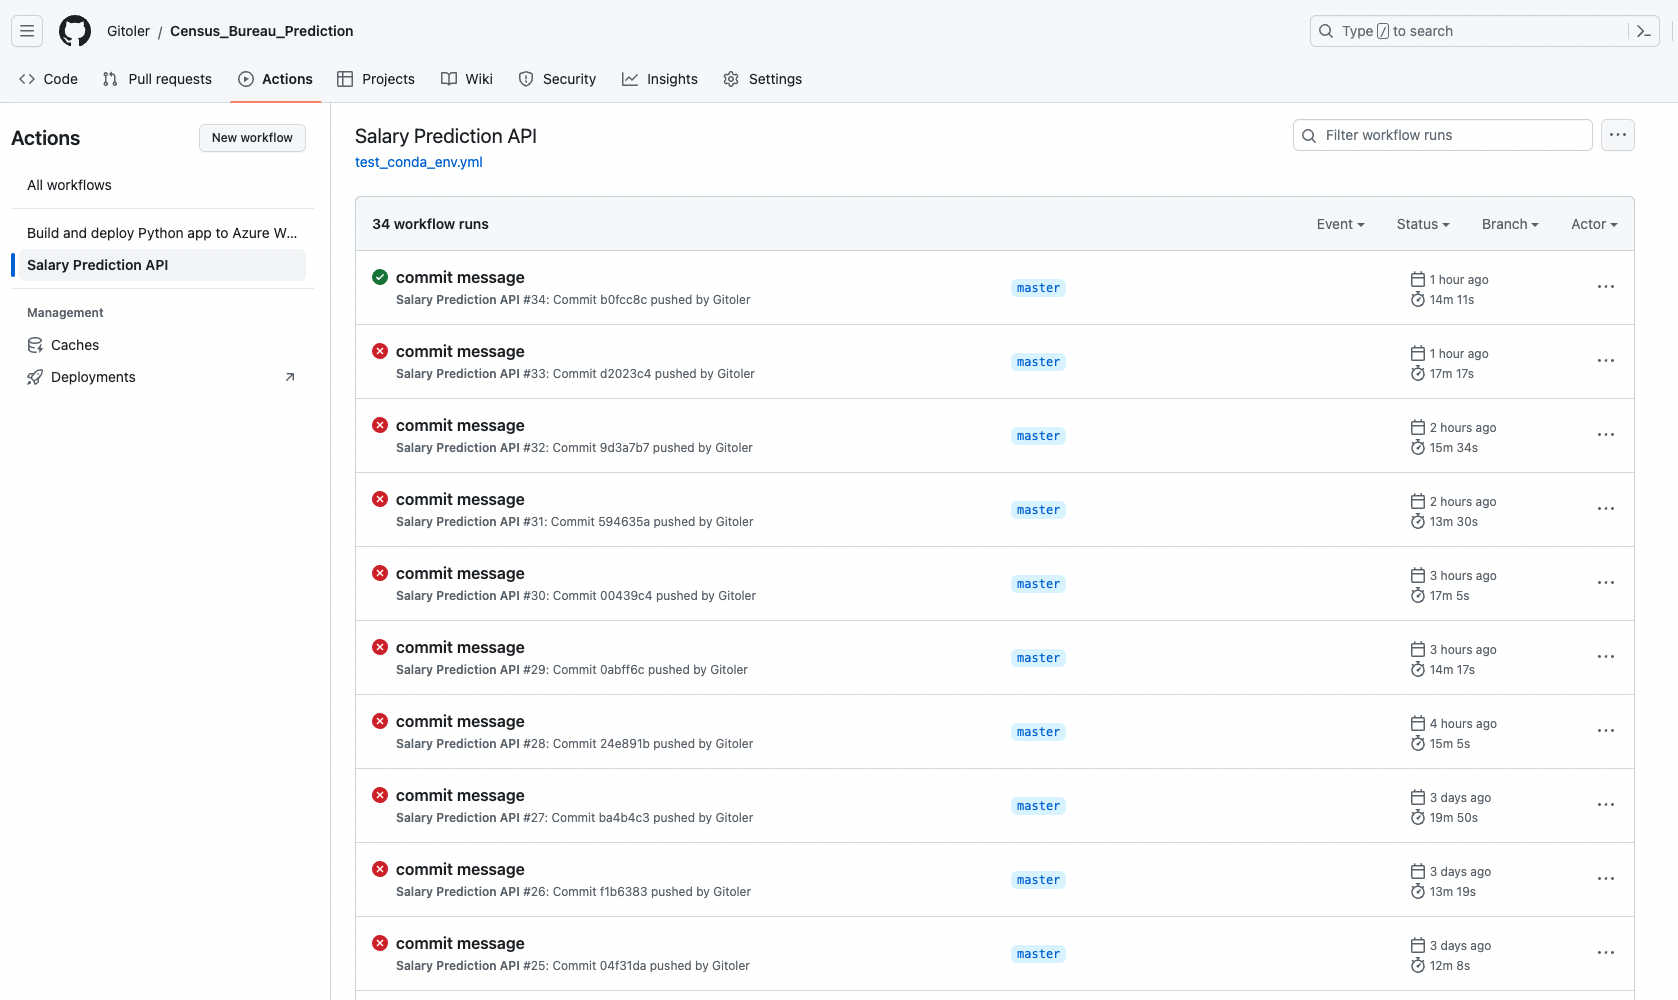 Gitoler / Census_Bureau_Prediction
Type / to search
Code Pull requests Actions Projects Wiki Security Insights Settings
Actions
New workflow
All workflows
Build and deploy Python app to Azure W...
Salary Prediction API
Management
Caches
Deployments
Salary Prediction API
test_conda_env.yml
Filter workflow runs
34 workflow runs
Event Status Branch Actor
commit message
Salary Prediction API #34: Commit b0fcc8c pushed by Gitoler
master
1 hour ago
14m 11s
commit message
Salary Prediction API #33: Commit d2023c4 pushed by Gitoler
master
1 hour ago
17m 17s
commit message
Salary Prediction API #32: Commit 9d3a7b7 pushed by Gitoler
master
2 hours ago
15m 34s
commit message
Salary Prediction API #31: Commit 594635a pushed by Gitoler
master
2 hours ago
13m 30s
commit message
Salary Prediction API #30: Commit 00439c4 pushed by Gitoler
master
3 hours ago
17m 5s
commit message
Salary Prediction API #29: Commit 0abff6c pushed by Gitoler
master
3 hours ago
14m 17s
commit message
Salary Prediction API #28: Commit 24e891b pushed by Gitoler
master
4 hours ago
15m 5s
commit message
Salary Prediction API #27: Commit ba4b4c3 pushed by Gitoler
master
3 days ago
19m 50s
commit message
Salary Prediction API #26: Commit f1b6383 pushed by Gitoler
master
3 days ago
13m 19s
commit message
Salary Prediction API #25: Commit 04f31da pushed by Gitoler
master
3 days ago
12m 8s